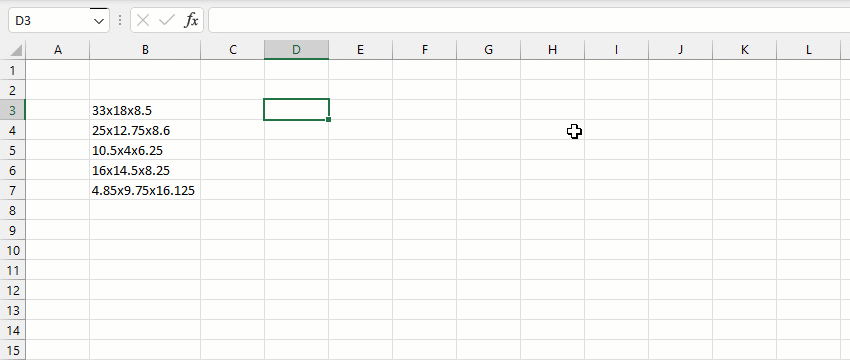 D3 fx
A B C D E F G H I J K L
1
2
3 33x18x8.5
4 25x12.75x8.6
5 10.5x4x6.25
6 16x14.5x8.25
7 4.85x9.75x16.125
8
9
10
11
12
13
14
15